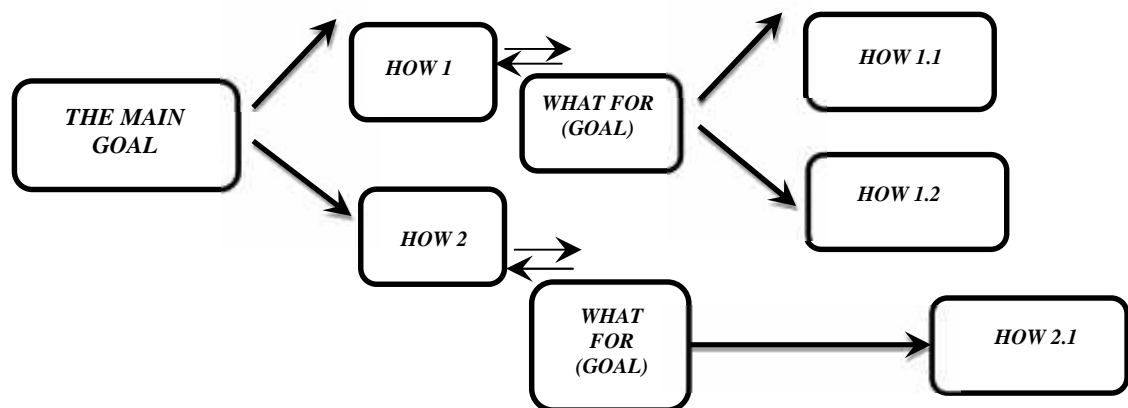 THE MAIN
GOAL
HOW 1
WHAT FOR
(GOAL)
HOW 1.1
HOW 1.2
HOW 2
WHAT
FOR
(GOAL)
HOW 2.1